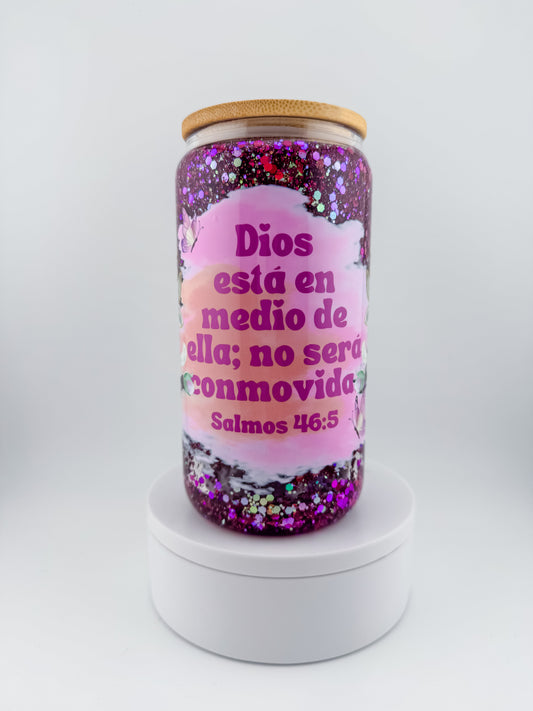 Dios
está en
medio de
ella; no será
conmovida
Salmos 46:5